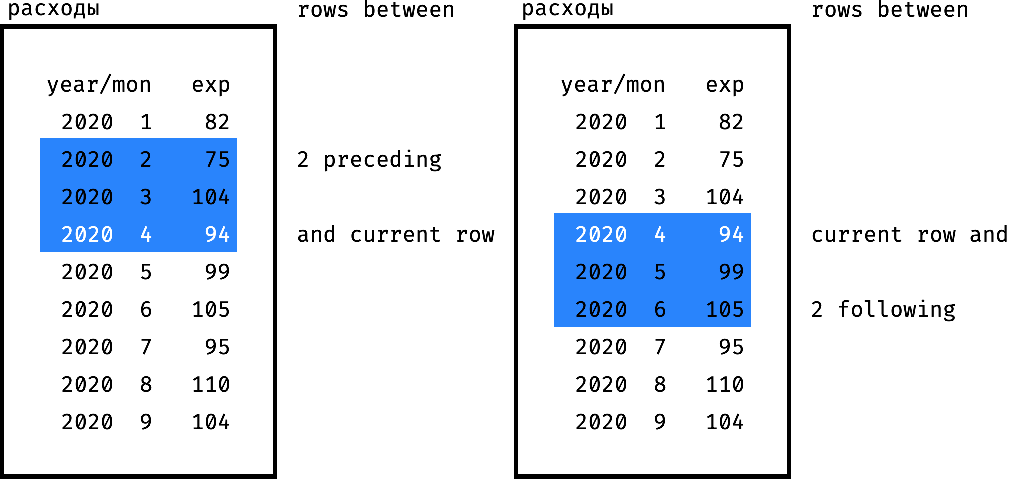 расходы
rows between
year/mon exp
2020 1 82
2020 2 75
2 preceding
2020 3 104
2020 4 94
and current row
2020 5 99
2020 6 105
2020 7 95
2020 8 110
2020 9 104
расходы
rows between
year/mon exp
2020 1 82
2020 2 75
2020 3 104
2020 4 94
current row and
2020 5 99
2020 6 105
2 following
2020 7 95
2020 8 110
2020 9 104